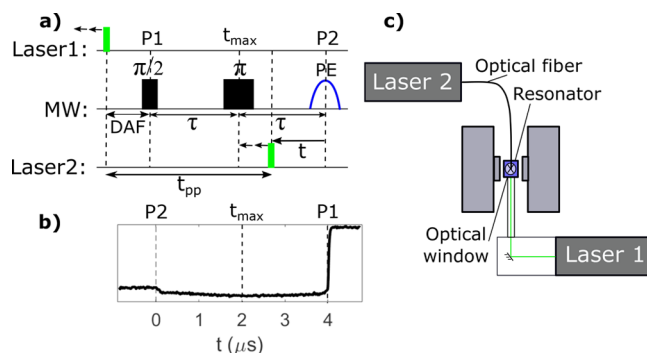 a)
Laser1:
P1
t_max
P2
π/2
π
PE
MW:
DAF
τ
τ
t
Laser2:
t_pp
b)
P2
t_max
P1
0
1
2
3
4
t (μs)
c)
Laser 2
Optical fiber
Resonator
Optical
window
Laser 1